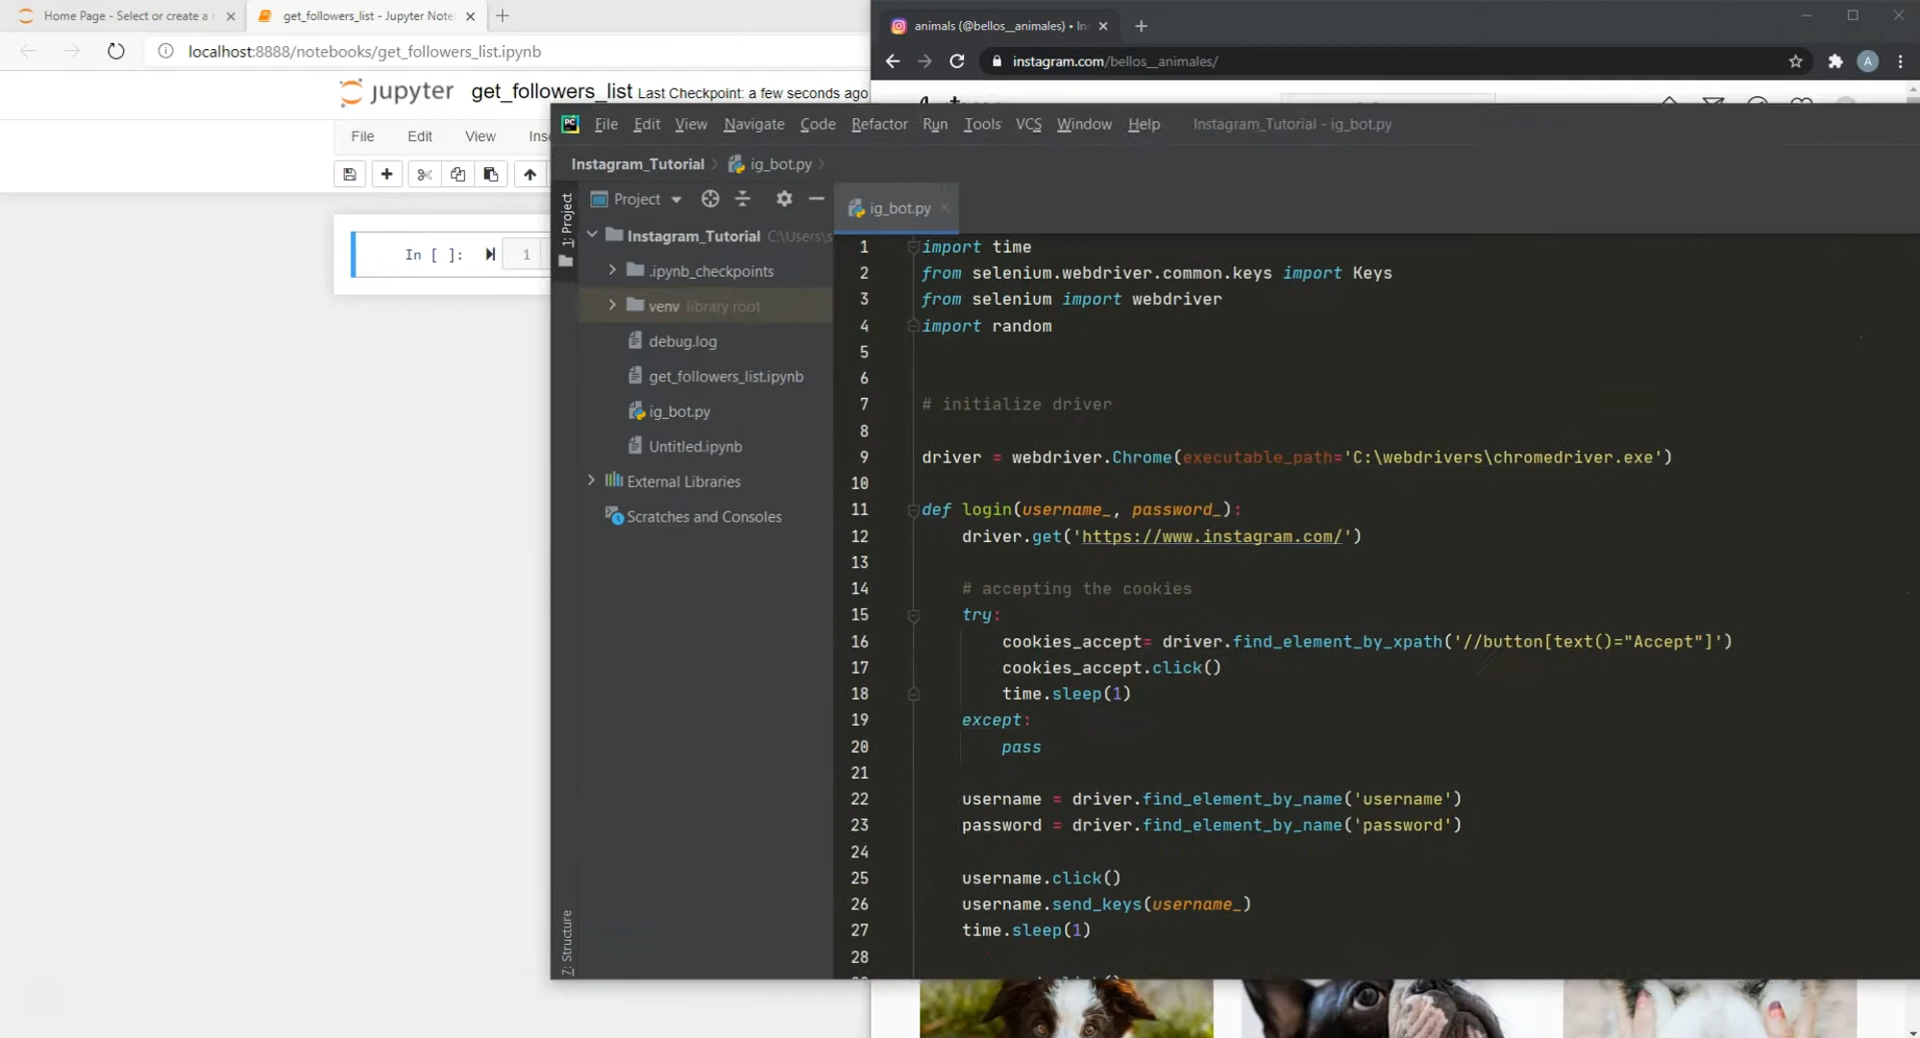 Home Page - Select or create a
get_followers_list - Jupyter Note
localhost:8888/notebooks/get_followers_list.ipynb
jupyter get_followers_list Last Checkpoint: a few seconds ago
File Edit View
In [ ]:
1
animals (@bellos__animales) • In
instagram.com/bellos__animales/
A
PC File Edit View Navigate Code Refactor Run Tools VCS Window Help Instagram_Tutorial - ig_bot.py
Instagram_Tutorial ig_bot.py
1: Project
Project
Instagram_Tutorial C:\Users\s
.ipynb_checkpoints
venv library root
debug.log
get_followers_list.ipynb
ig_bot.py
Untitled.ipynb
External Libraries
Scratches and Consoles
7: Structure
ig_bot.py
1 import time
2 from selenium.webdriver.common.keys import Keys
3 from selenium import webdriver
4 import random
5
6
7 # initialize driver
8
9 driver = webdriver.Chrome(executable_path='C:\webdrivers\chromedriver.exe')
10
11 def login(username_, password_):
12 driver.get('https://www.instagram.com/')
13
14 # accepting the cookies
15 try:
16 cookies_accept= driver.find_element_by_xpath('//button[text()="Accept"]')
17 cookies_accept.click()
18 time.sleep(1)
19 except:
20 pass
21
22 username = driver.find_element_by_name('username')
23 password = driver.find_element_by_name('password')
24
25 username.click()
26 username.send_keys(username_)
27 time.sleep(1)
28